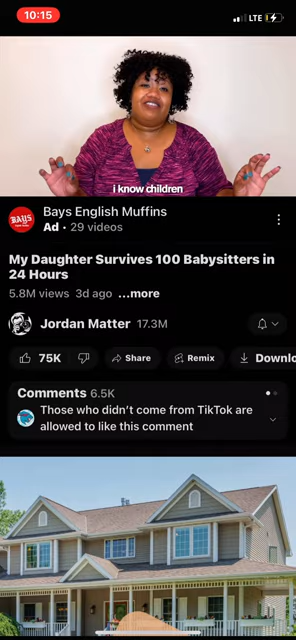 10:15
LTE
i know children
BAYS
Bays English Muffins
Ad · 29 videos
My Daughter Survives 100 Babysitters in
24 Hours
5.8M views 3d ago ...more
Jordan Matter 17.3M
75K
Share
Remix
Downlo
Comments 6.5K
Those who didn't come from TikTok are
allowed to like this comment